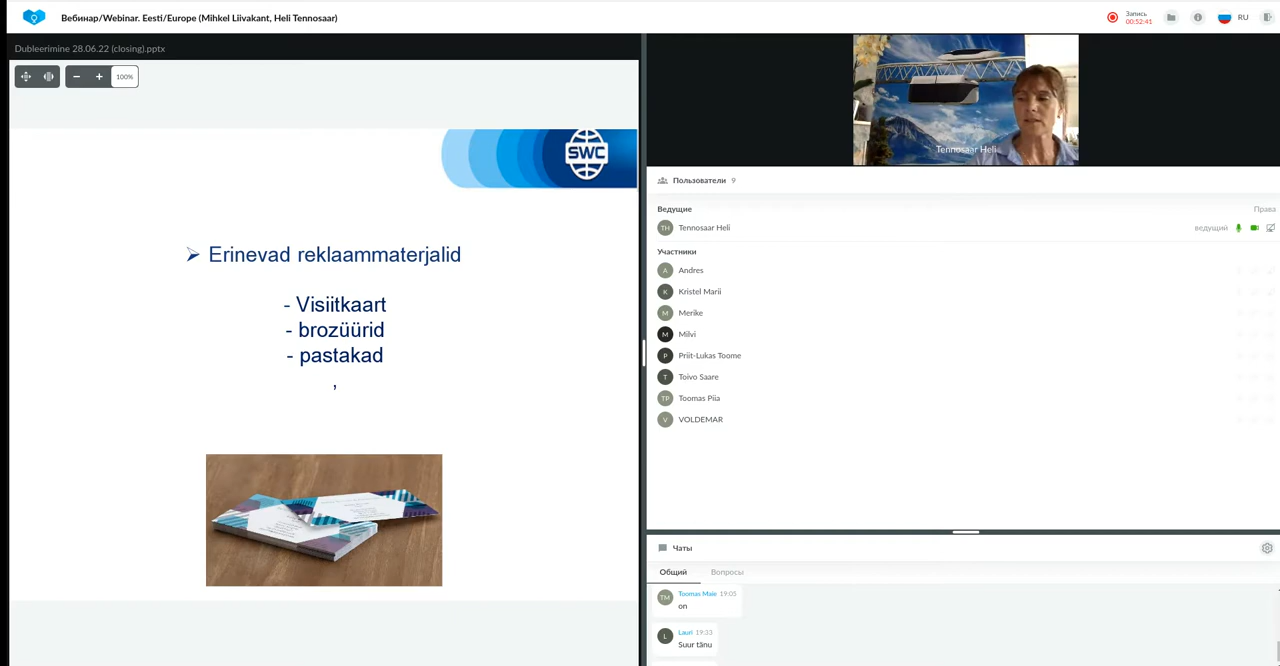 Вебинар/Webinar. Eesti/Europe (Mihkel Liivakant, Heli Tennosaar)
Запись
00:52:41
RU
Dubleerimine 28.06.22 (closing).pptx
100%
SWC
Erinevad reklaammaterjalid
- Visiitkaart
- brozüürid
- pastakad
,
Tennosaar Heli
Пользователи 9
Ведущие Права
TH Tennosaar Heli ведущий
Участники
A Andres
K Kristel Marii
M Merike
M Milvi
P Priit-Lukas Toome
T Toivo Saare
TP Toomas Piia
V VOLDEMAR
Чаты
Общий Вопросы
TM Toomas Maie 19:05
on
L Lauri 19:33
Suur tänu